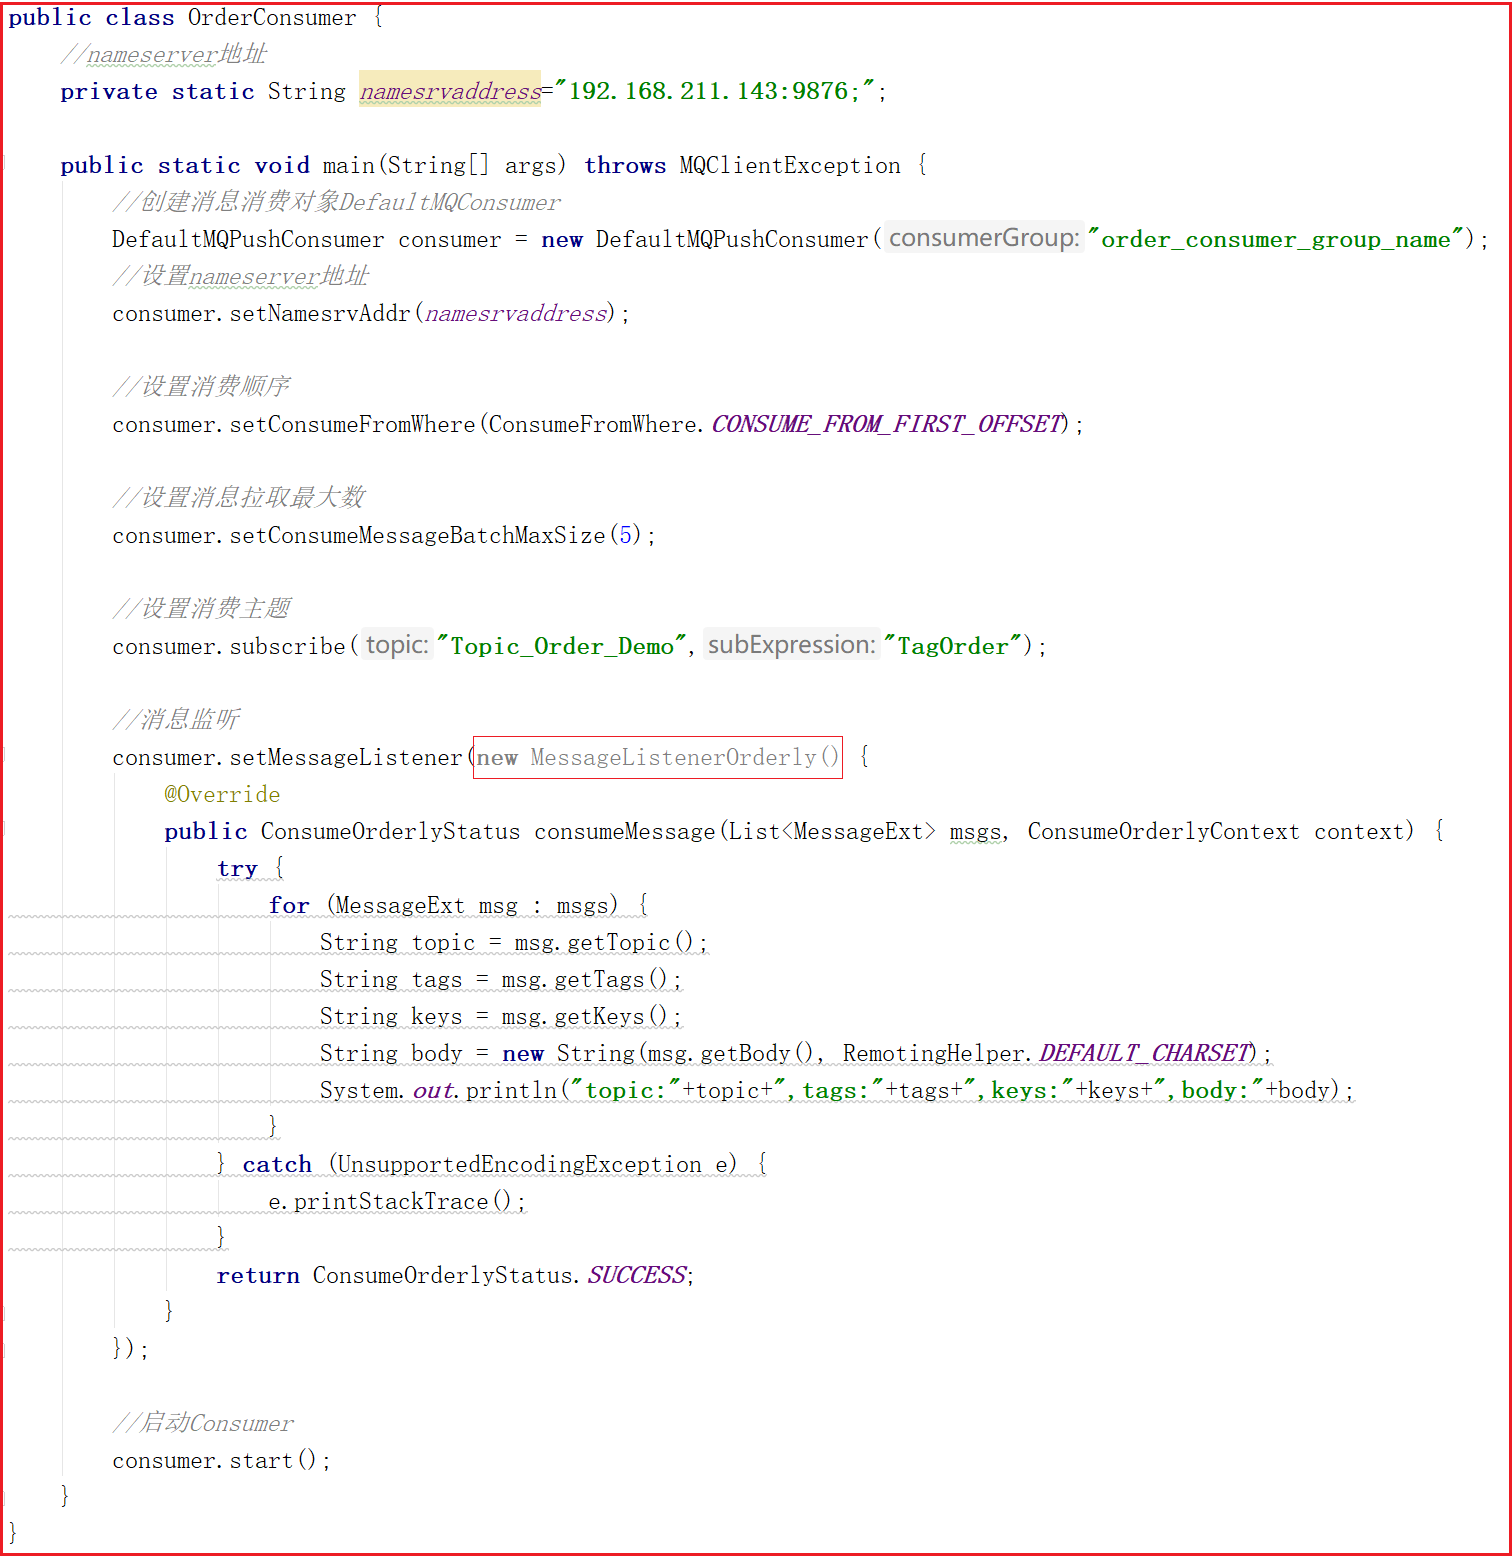 public class OrderConsumer {
//nameserver地址
private static String namesrvaddress="192.168.211.143:9876;";
public static void main(String[] args) throws MQClientException {
//创建消息消费对象DefaultMQConsumer
DefaultMQPushConsumer consumer = new DefaultMQPushConsumer( consumerGroup: "order_consumer_group_name");
//设置nameserver地址
consumer.setNamesrvAddr(namesrvaddress);
//设置消费顺序
consumer.setConsumeFromWhere(ConsumeFromWhere.CONSUME_FROM_FIRST_OFFSET);
//设置消息拉取最大数
consumer.setConsumeMessageBatchMaxSize(5);
//设置消费主题
consumer.subscribe( topic: "Topic_Order_Demo", subExpression: "TagOrder");
//消息监听
consumer.setMessageListener(new MessageListenerOrderly() {
@Override
public ConsumeOrderlyStatus consumeMessage(List<MessageExt> msgs, ConsumeOrderlyContext context) {
try {
for (MessageExt msg : msgs) {
String topic = msg.getTopic();
String tags = msg.getTags();
String keys = msg.getKeys();
String body = new String(msg.getBody(), RemotingHelper.DEFAULT_CHARSET);
System.out.println("topic:"+topic+",tags:"+tags+",keys:"+keys+",body:"+body);
}
} catch (UnsupportedEncodingException e) {
e.printStackTrace();
}
return ConsumeOrderlyStatus.SUCCESS;
}
});
//启动Consumer
consumer.start();
}
}